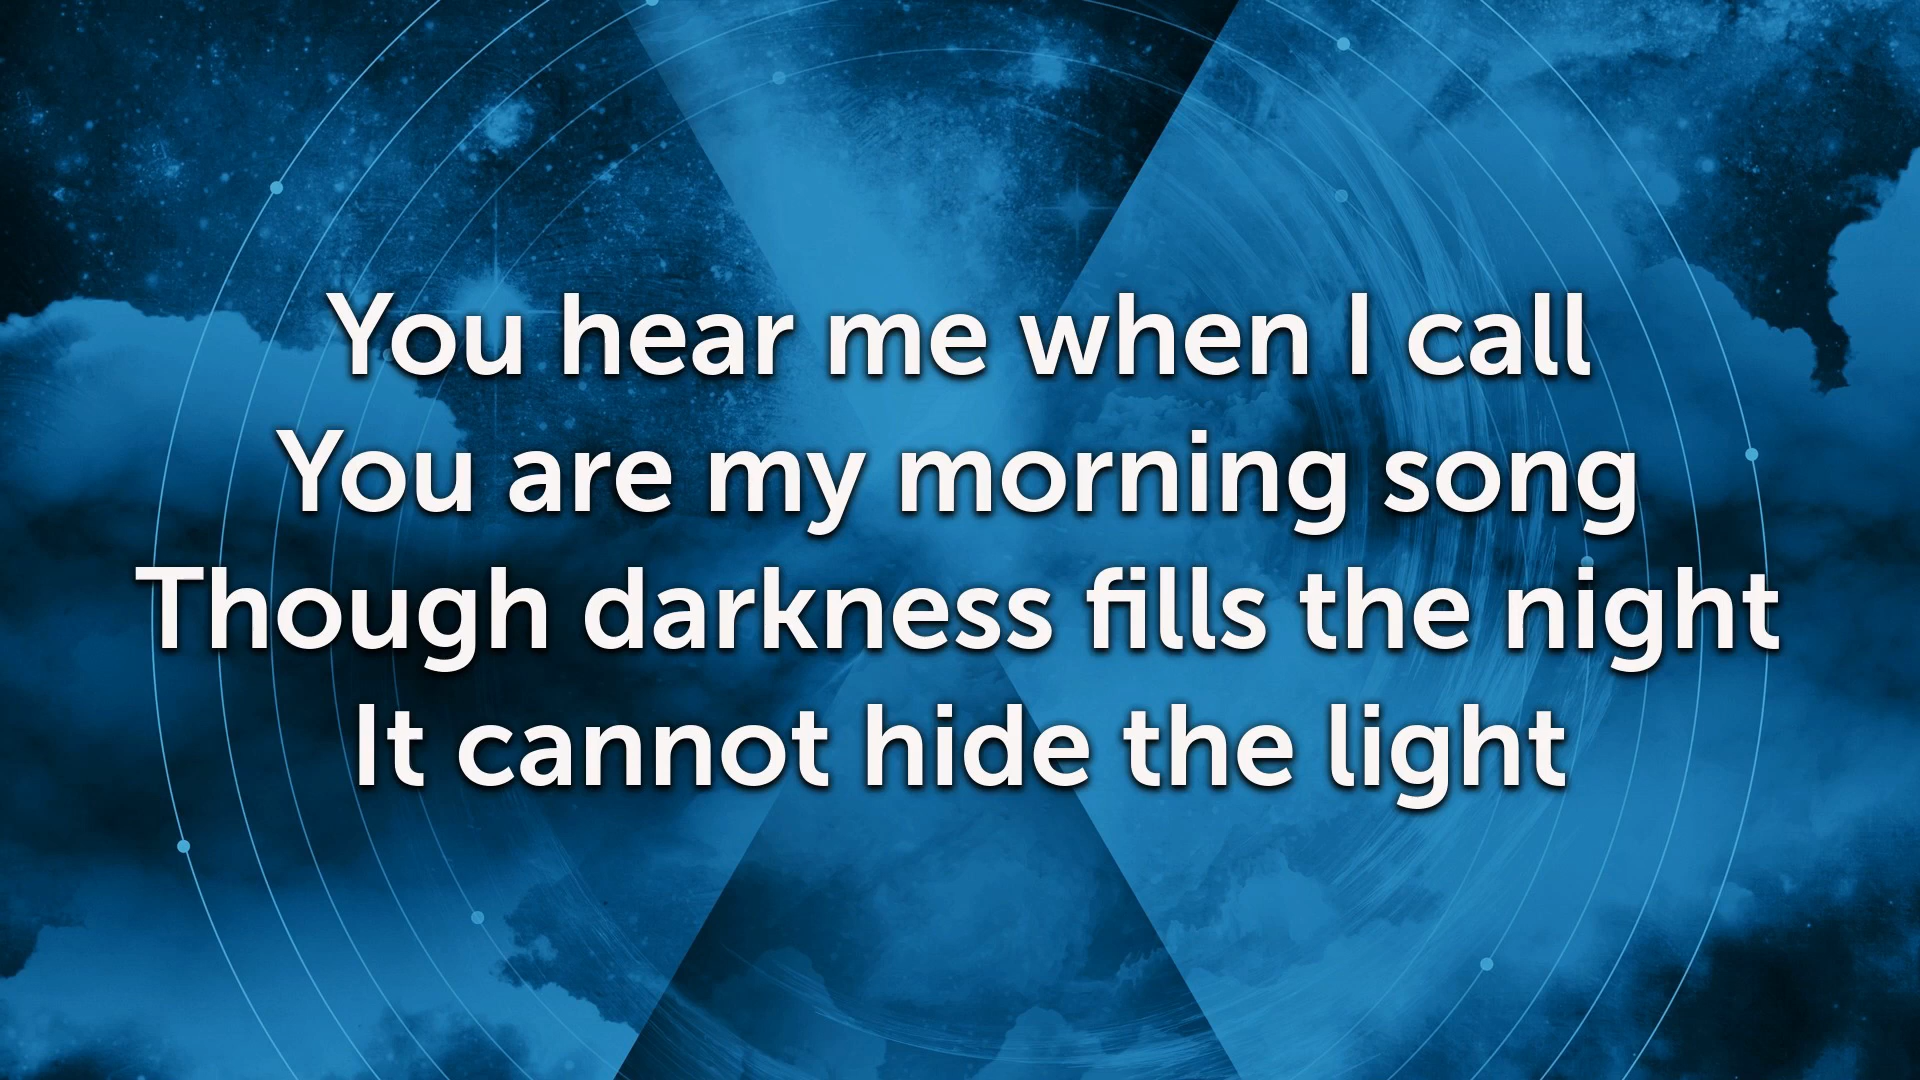 You hear me when I call
You are my morning song
Though darkness fills the night
It cannot hide the light